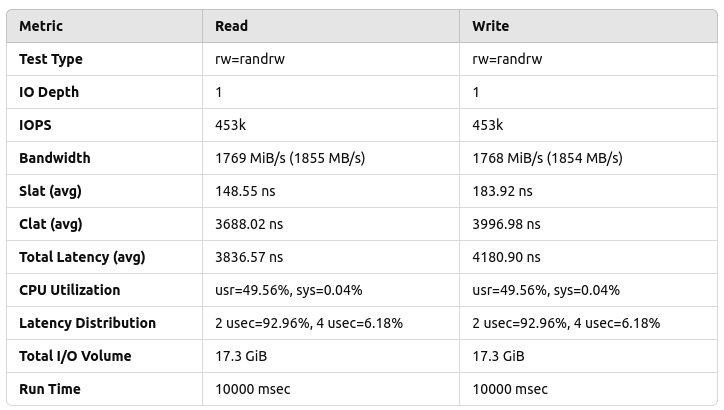 Metric Read Write
Test Type rw=randrw rw=randrw
IO Depth 1 1
IOPS 453k 453k
Bandwidth 1769 MiB/s (1855 MB/s) 1768 MiB/s (1854 MB/s)
Slat (avg) 148.55 ns 183.92 ns
Clat (avg) 3688.02 ns 3996.98 ns
Total Latency (avg) 3836.57 ns 4180.90 ns
CPU Utilization usr=49.56%, sys=0.04% usr=49.56%, sys=0.04%
Latency Distribution 2 usec=92.96%, 4 usec=6.18% 2 usec=92.96%, 4 usec=6.18%
Total I/O Volume 17.3 GiB 17.3 GiB
Run Time 10000 msec 10000 msec